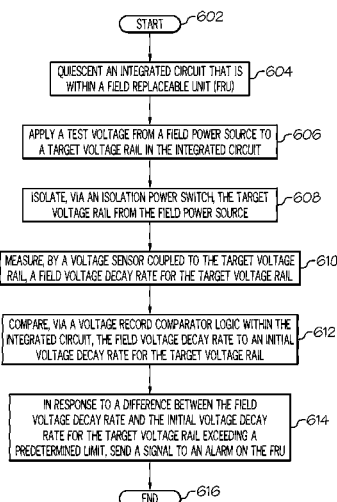 START
602
QUIESCENT AN INTEGRATED CIRCUIT THAT IS
WITHIN A FIELD REPLACEABLE UNIT (FRU)
604
APPLY A TEST VOLTAGE FROM A FIELD POWER SOURCE TO
A TARGET VOLTAGE RAIL IN THE INTEGRATED CIRCUIT
606
ISOLATE, VIA AN ISOLATION POWER SWITCH, THE TARGET
VOLTAGE RAIL FROM THE FIELD POWER SOURCE
608
MEASURE, BY A VOLTAGE SENSOR COUPLED TO THE TARGET VOLTAGE
RAIL, A FIELD VOLTAGE DECAY RATE FOR THE TARGET VOLTAGE RAIL
610
COMPARE, VIA A VOLTAGE RECORD COMPARATOR LOGIC WITHIN THE
INTEGRATED CIRCUIT, THE FIELD VOLTAGE DECAY RATE TO AN INITIAL
VOLTAGE DECAY RATE FOR THE TARGET VOLTAGE RAIL
612
IN RESPONSE TO A DIFFERENCE BETWEEN THE FIELD
VOLTAGE DECAY RATE AND THE INITIAL VOLTAGE DECAY
RATE FOR THE TARGET VOLTAGE RAIL EXCEEDING A
PREDETERMINED LIMIT, SEND A SIGNAL TO AN ALARM ON THE FRU
614
END
616